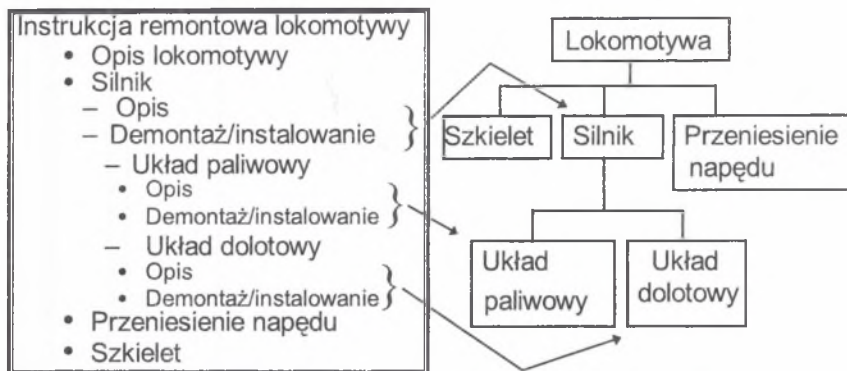 Instrukcja remontowa lokomotywy
• Opis lokomotywy
• Silnik
– Opis
– Demontaż/instalowanie
– Układ paliwowy
• Opis
• Demontaż/instalowanie
– Układ dolotowy
• Opis
• Demontaż/instalowanie
• Przeniesienie napędu
• Szkielet
Lokomotywa
Szkielet
Silnik
Przeniesienie
napędu
Układ
paliwowy
Układ
dolotowy